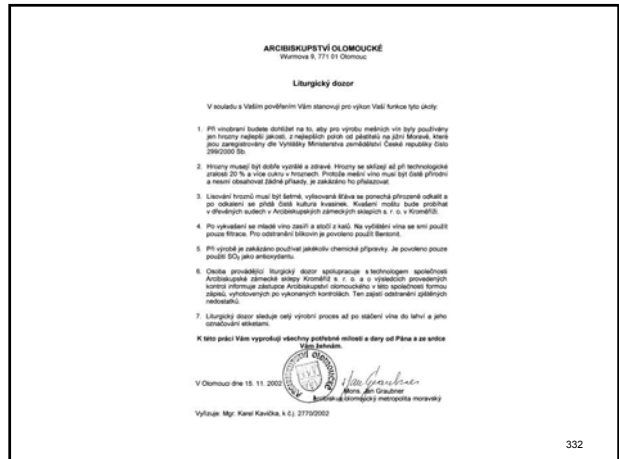 ARCIBISKUPSTVÍ OLOMOUCKÉ
Wurmova 9, 771 01 Olomouc
Liturgický dozor
V souladu s Vaším pověřením Vám stanovuji pro výkon Vaší funkce tyto úkoly:
1. Při vinobraní budete dohlížet na to, aby pro výrobu mešních vín byly používány
jen hrozny nejlepší jakosti, z nejlepších poloh od pěstitelů na jižní Moravě, které
jsou zaregistrovány dle Vyhlášky Ministerstva zemědělství České republiky číslo
299/2000 Sb.
2. Hrozny musejí být dobře vyzrálé a zdravé. Hrozny se sklízejí až při technologické
zralosti 20 % a více cukru v hroznech. Protože mešní víno musí být čistě přírodní
a nesmí obsahovat žádné přísady, je zakázáno ho přislazovat.
3. Lisování hroznů musí být šetrné, vylisovaná šťáva se ponechá přirozeně odkalit a
po odkalení se přidá čistá kultura kvasinek. Kvašení moštu bude probíhat
v dřevěných sudech v Arcibiskupských zámeckých sklepích s. r. o. v Kroměříži.
4. Po vykvašení se mladé víno zasíří a stočí z kalů. Na vyčištění vína se smí použít
pouze filtrace. Pro odstranění bílkovin je povoleno použít Bentonit.
5. Při výrobě je zakázáno používat jakékoliv chemické přípravky. Je povoleno pouze
použití SO₂ jako antioxydantu.
6. Osoba provádějící liturgický dozor spolupracuje s technologem společnosti
Arcibiskupské zámecké sklepy Kroměříž s. r. o. a o výsledcích provedených
kontrol informuje zástupce Arcibiskupství olomouckého v této společnosti formou
zápisů, vyhotovených po vykonaných kontrolách. Ten zajistí odstranění zjištěných
nedostatků.
7. Liturgický dozor sleduje celý výrobní proces až po stáčení vína do lahví a jeho
označování etiketami.
K této práci Vám vyprošuji všechny potřebné milosti a dary od Pána a ze srdce
Vám žehnám.
V Olomouci dne 15. 11. 2002
Jan Graubner
Mons. Jan Graubner
Arcibiskup olomoucký metropolita moravský
Vyřizuje: Mgr. Karel Kavička, k č.j. 2770/2002
332